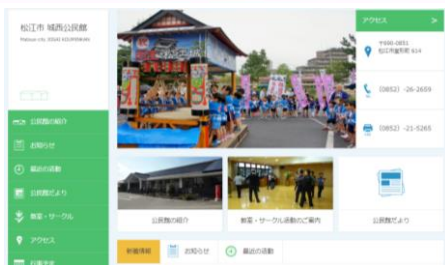 松江市 城西公民館
公民館の紹介
お知らせ
最近の活動
公民館だより
教室・サークル
アクセス
アクセス >
(0852) -26-2659
(0852) -21-5265
公民館の紹介
教室・サークル活動のご案内
公民館だより
新着情報
お知らせ
最近の活動